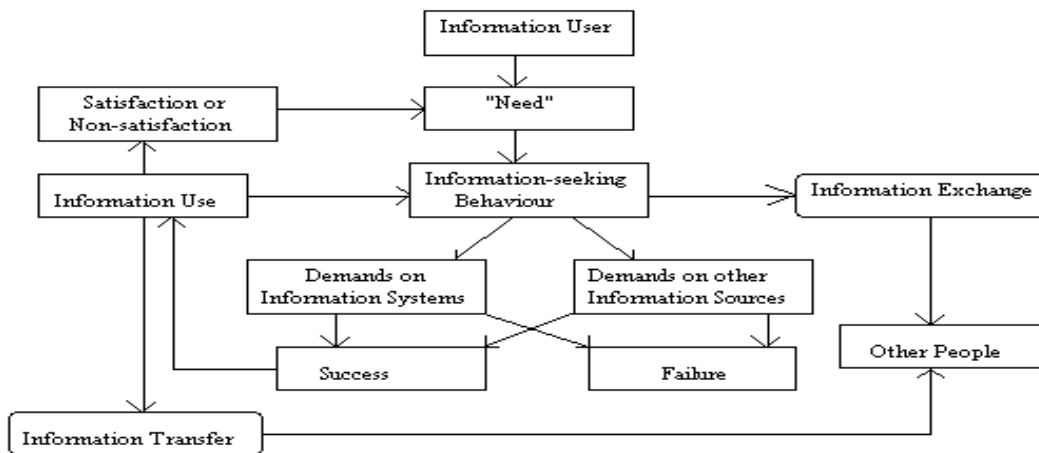 Information User
"Need"
Satisfaction or
Non-satisfaction
Information-seeking
Behaviour
Information Use
Information Exchange
Demands on
Information Systems
Demands on other
Information Sources
Other People
Success
Failure
Information Transfer